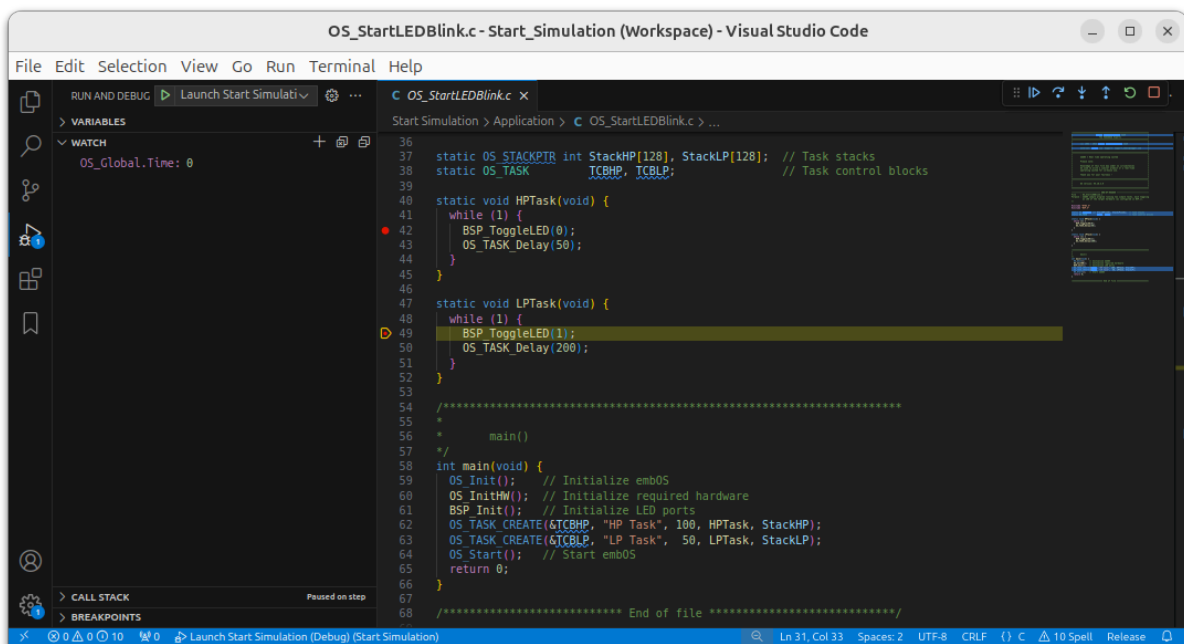 OS_StartLEDBlink.c - Start_Simulation (Workspace) - Visual Studio Code
File Edit Selection View Go Run Terminal Help
RUN AND DEBUG Launch Start Simulati
C OS_StartLEDBlink.c
Start Simulation > Application > C OS_StartLEDBlink.c > ...
VARIABLES
WATCH
OS_Global.Time: 0
36
37 static OS_STACKPTR int StackHP[128], StackLP[128];  // Task stacks
38 static OS_TASK         TCBHP, TCBLP;                // Task control blocks
39
40 static void HPTask(void) {
41   while (1) {
42     BSP_ToggleLED(0);
43     OS_TASK_Delay(50);
44   }
45 }
46
47 static void LPTask(void) {
48   while (1) {
49     BSP_ToggleLED(1);
50     OS_TASK_Delay(200);
51   }
52 }
53
54 /*********************************************************************
55 *
56 *       main()
57 */
58 int main(void) {
59   OS_Init();    // Initialize embOS
60   OS_InitHW();  // Initialize required hardware
61   BSP_Init();   // Initialize LED ports
62   OS_TASK_CREATE(&TCBHP, "HP Task", 100, HPTask, StackHP);
63   OS_TASK_CREATE(&TCBLP, "LP Task",  50, LPTask, StackLP);
64   OS_Start();   // Start embOS
65   return 0;
66 }
67
68 /*************************** End of file ****************************/
CALL STACK Paused on step
BREAKPOINTS
1
1
0 0 10 0 Launch Start Simulation (Debug) (Start Simulation) Ln 31, Col 33 Spaces: 2 UTF-8 CRLF {} C 10 Spell Release